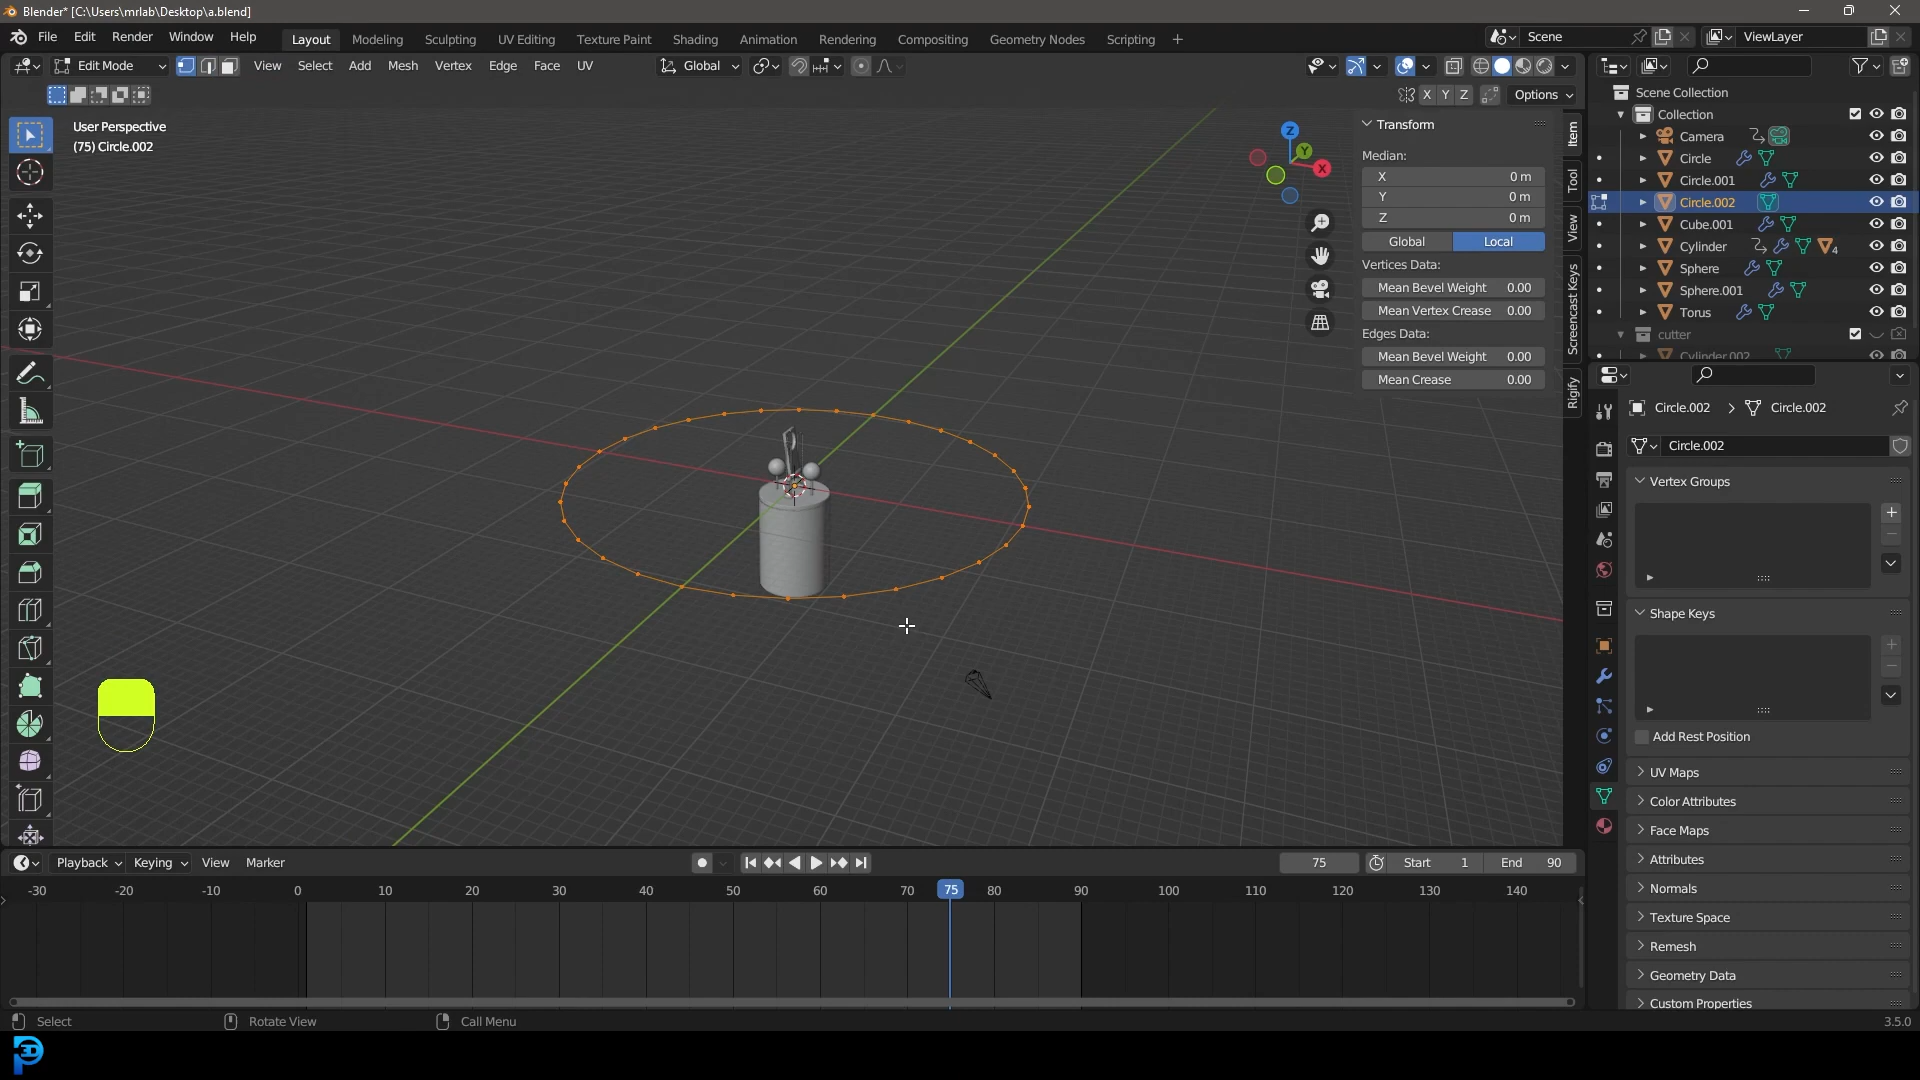 Blender* [C:\Users\mrlab\Desktop\a.blend]
File Edit Render Window Help Layout Modeling Sculpting UV Editing Texture Paint Shading Animation Rendering Compositing Geometry Nodes Scripting + Scene ViewLayer
Edit Mode View Select Add Mesh Vertex Edge Face UV Global
X Y Z Options
User Perspective
(75) Circle.002
Z
Y
X
Transform
Median:
X 0 m
Y 0 m
Z 0 m
Global Local
Vertices Data:
Mean Bevel Weight 0.00
Mean Vertex Crease 0.00
Edges Data:
Mean Bevel Weight 0.00
Mean Crease 0.00
Item
Tool
View
Screencast Keys
Rigify
Scene Collection
Collection
Camera
Circle
Circle.001
Circle.002
Cube.001
Cylinder 4
Sphere
Sphere.001
Torus
cutter
Cylinder.002
Circle.002 > Circle.002
Circle.002
Vertex Groups
Shape Keys
Add Rest Position
UV Maps
Color Attributes
Face Maps
Attributes
Normals
Texture Space
Remesh
Geometry Data
Custom Properties
Playback Keying View Marker 75 Start 1 End 90
-30 -20 -10 0 10 20 30 40 50 60 70 75 80 90 100 110 120 130 140
Select Rotate View Call Menu 3.5.0